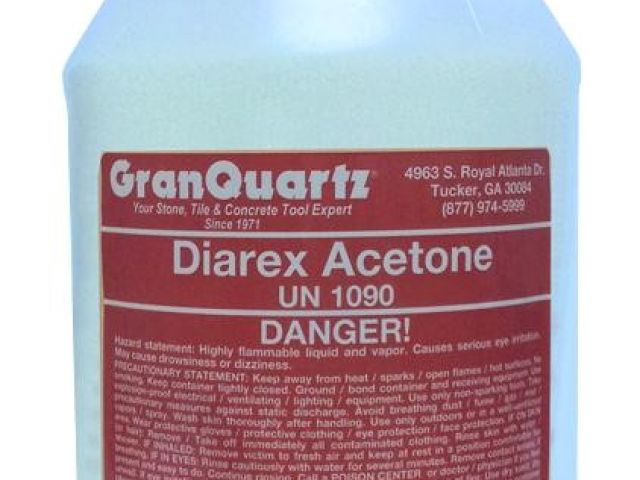 GranQuartz
Your Stone, Tile & Concrete Tool Expert
Since 1971
4963 S. Royal Atlanta Dr.
Tucker, GA 30084
(877) 974-5999
Diarex Acetone
UN 1090
DANGER!
Hazard statement: Highly flammable liquid and vapor. Causes serious eye irritation.
May cause drowsiness or dizziness.
PRECAUTIONARY STATEMENT: Keep away from heat / sparks / open flames / hot surfaces. No
smoking. Keep container tightly closed. Ground / bond container and receiving equipment. Use
explosion-proof electrical / ventilating / lighting / equipment. Use only non-sparking tools. Take
precautionary measures against static discharge. Avoid breathing dust / fume / gas /
vapors / spray. Wash skin thoroughly after handling. Use only outdoors or in a
Wear protective gloves / protective clothing / eye protection / face protection. IF ON SKIN
Remove / Take off immediately all contaminated clothing. Rinse skin with
shower. IF INHALED: Remove victim to fresh air and keep at rest in a position comfortable
IF IN EYES: Rinse cautiously with water for several minutes. Remove contact
present and easy to do. Continue rinsing. Call a POISON CENTER or doctor / physician if you